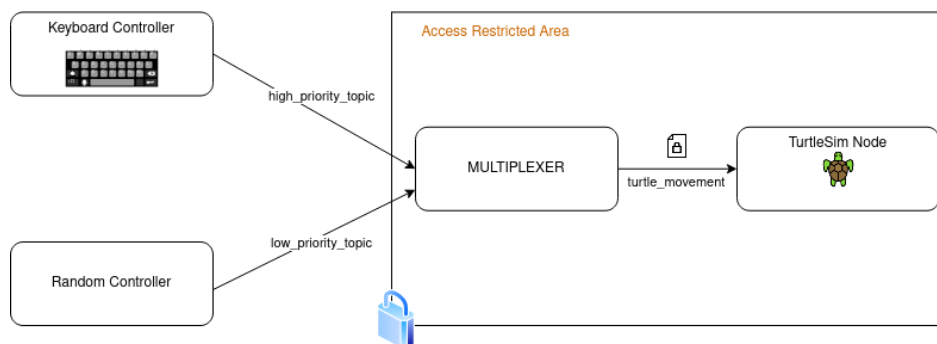 Keyboard Controller
Access Restricted Area
high_priority_topic
MULTIPLEXER
TurtleSim Node
turtle_movement
low_priority_topic
Random Controller